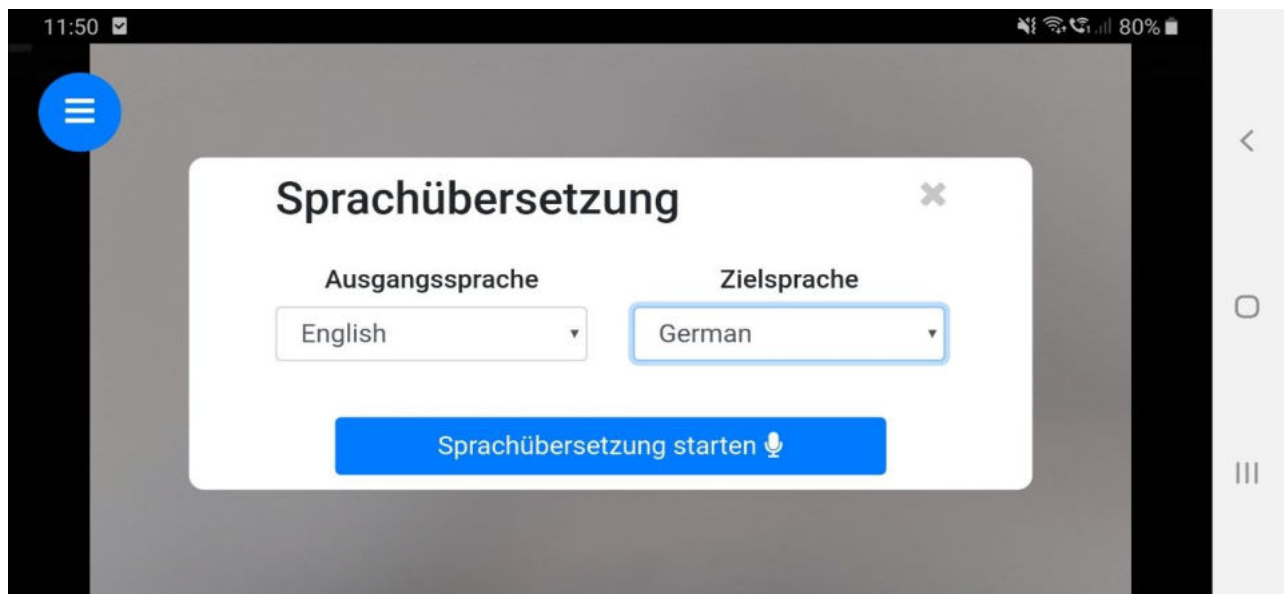 11:50 80%
Sprachübersetzung
Ausgangssprache Zielsprache
English German
Sprachübersetzung starten